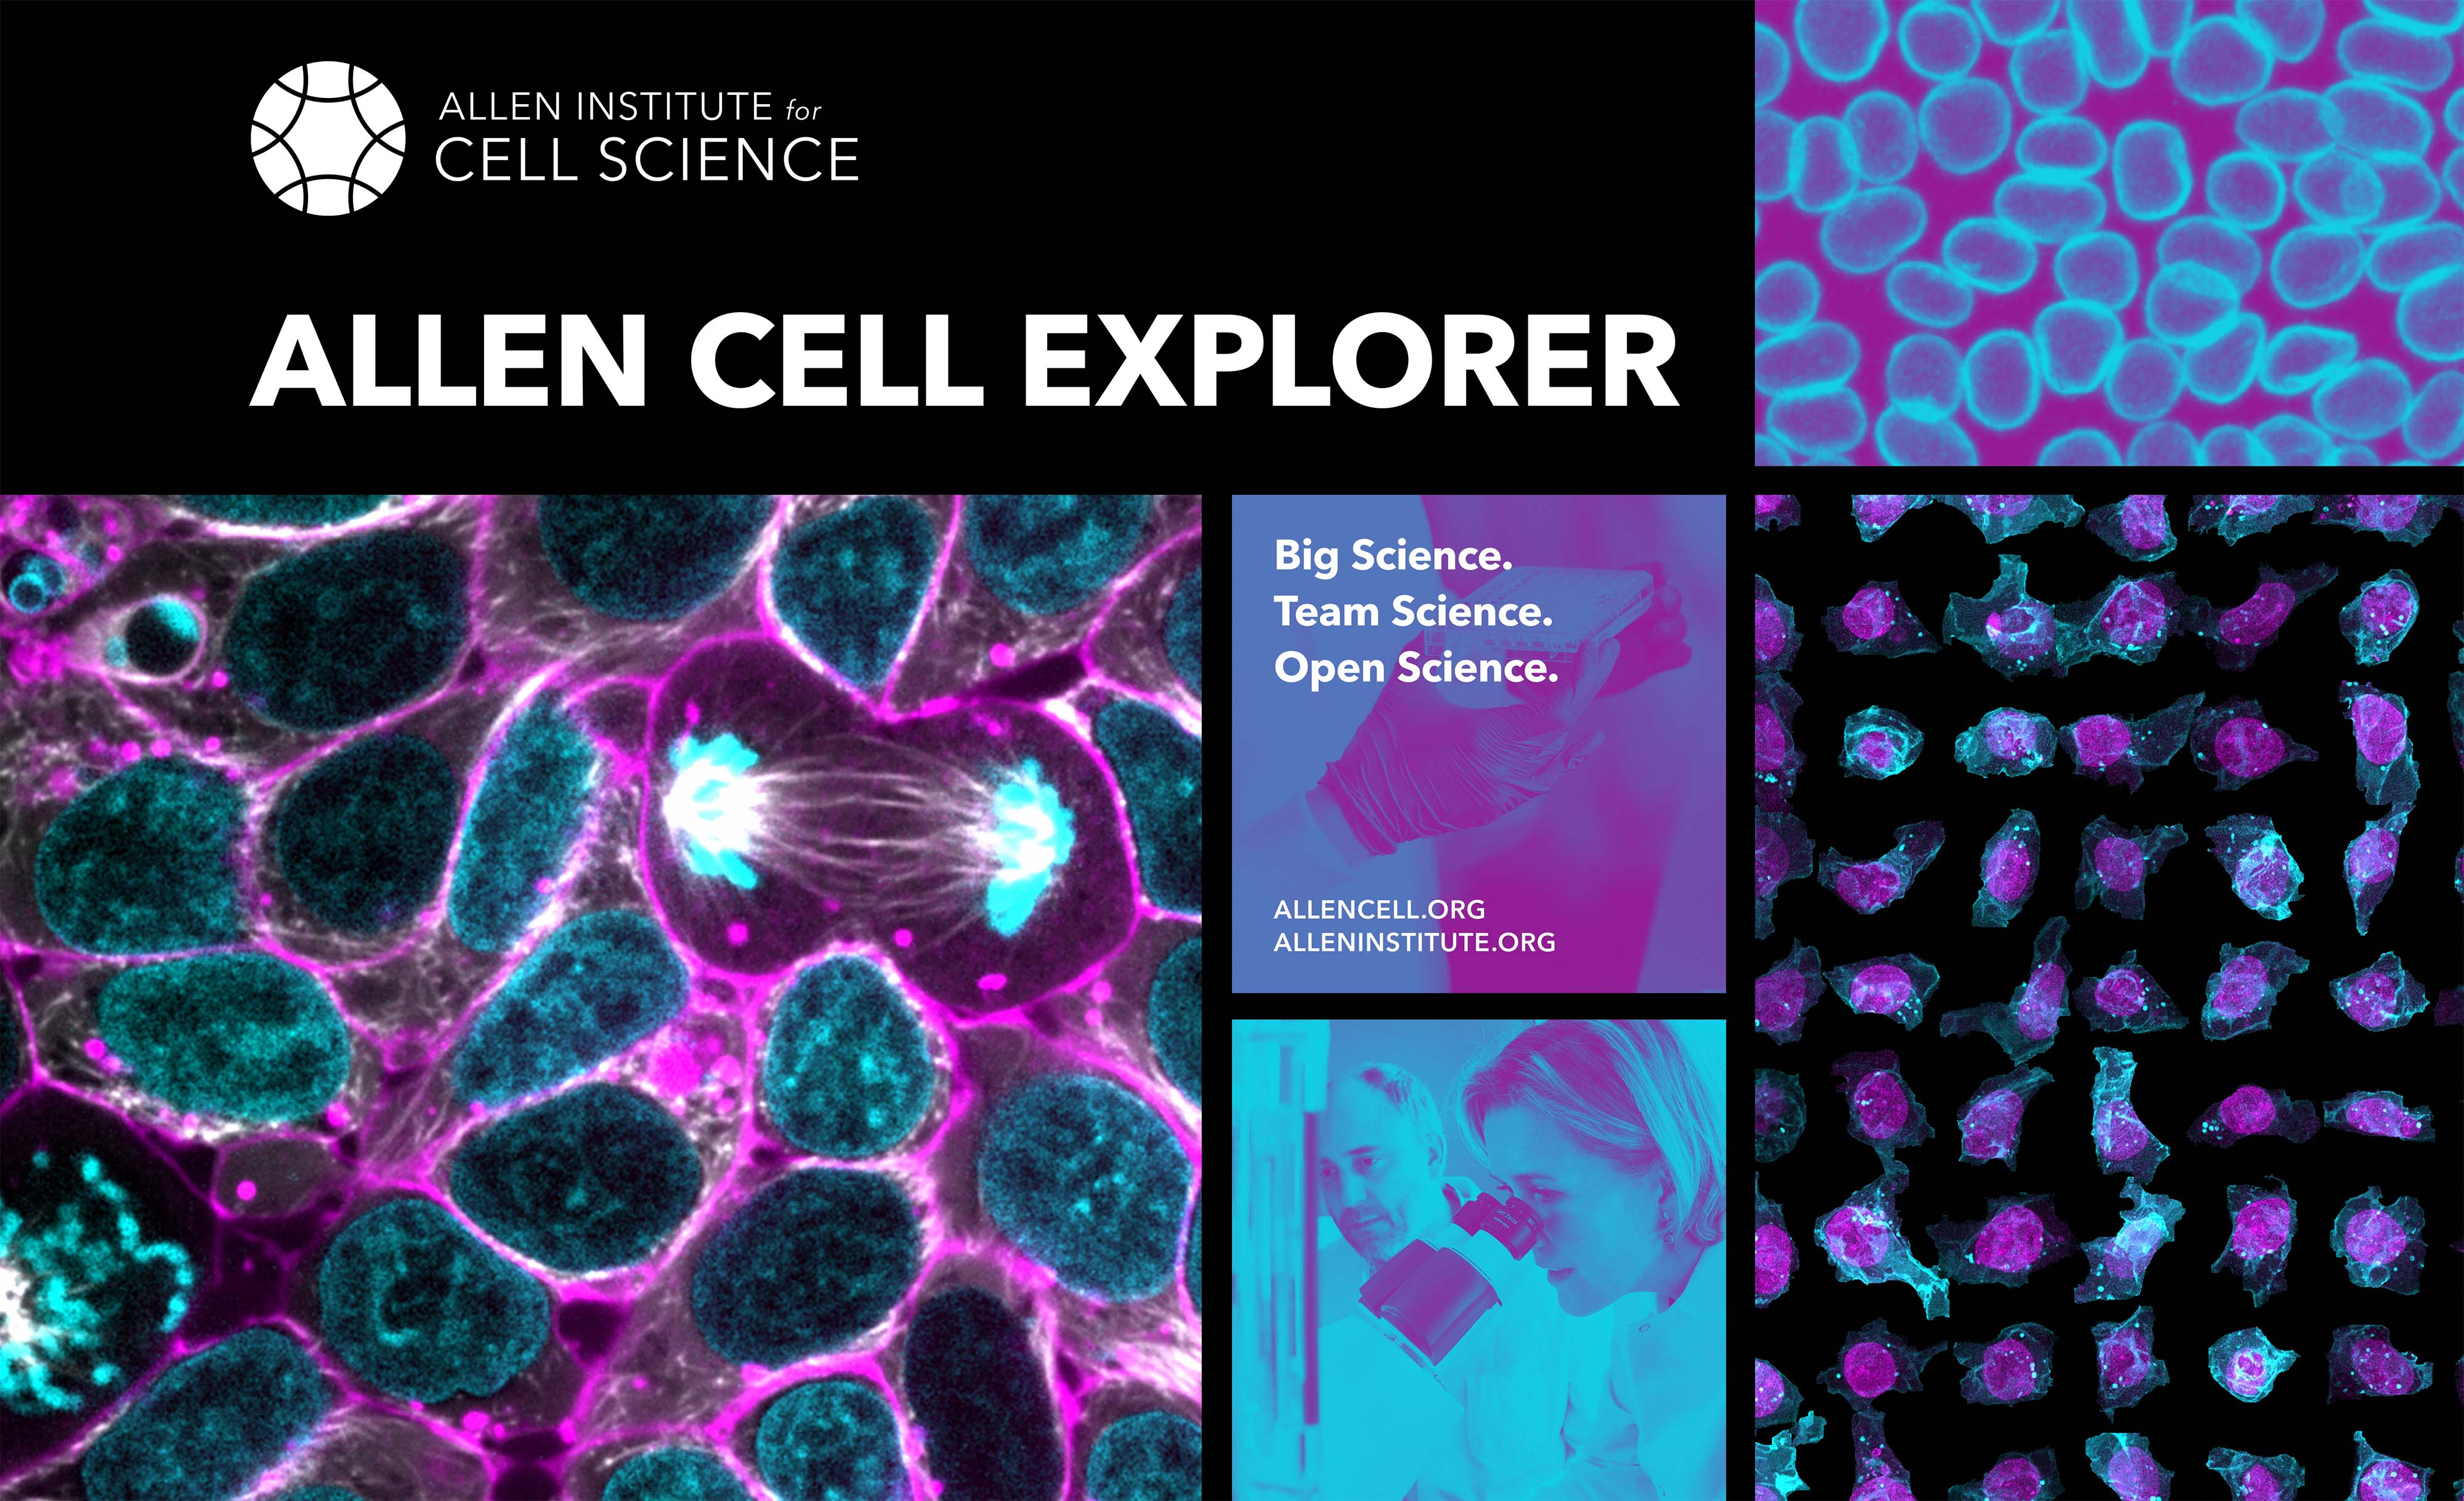 ALLEN INSTITUTE for
CELL SCIENCE
ALLEN CELL EXPLORER
Big Science.
Team Science.
Open Science.
ALLENCELL.ORG
ALLENINSTITUTE.ORG